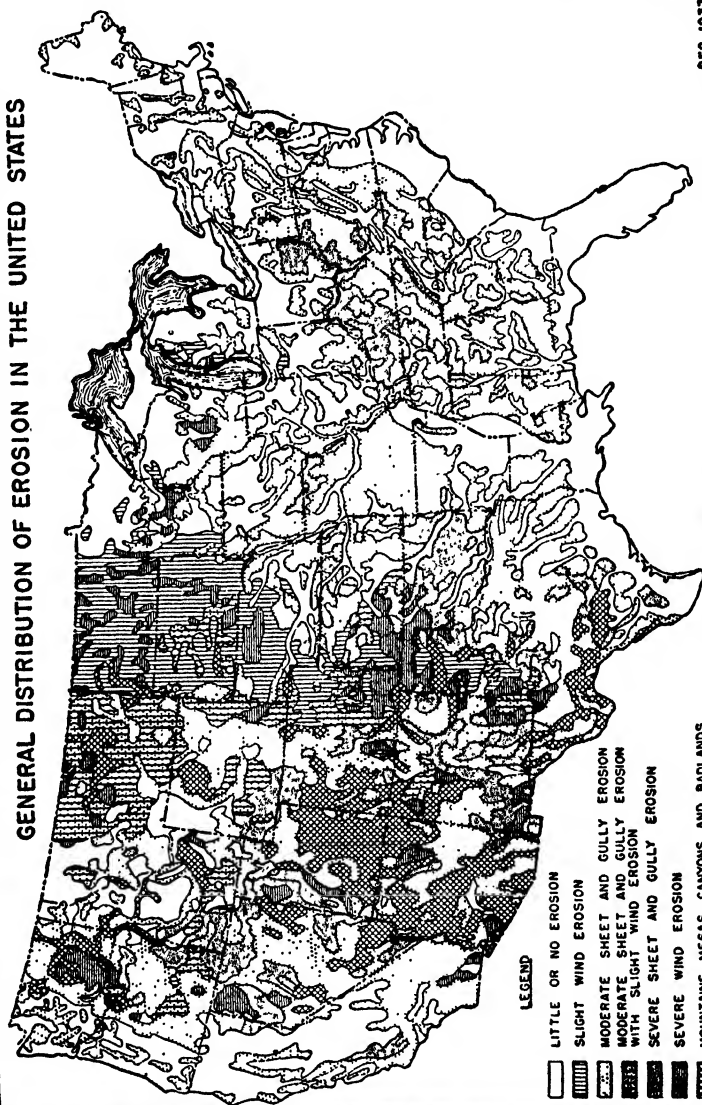 GENERAL DISTRIBUTION OF EROSION IN THE UNITED STATES
LEGEND
LITTLE OR NO EROSION
SLIGHT WIND EROSION
MODERATE SHEET AND GULLY EROSION
MODERATE SHEET AND GULLY EROSION
WITH SLIGHT WIND EROSION
SEVERE SHEET AND GULLY EROSION
SEVERE WIND EROSION
MOUNTAINS, MESAS, CANYONS AND BADLANDS